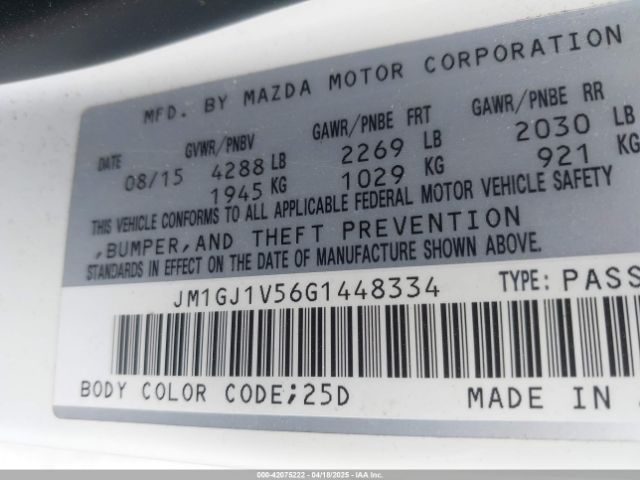 MFD. BY MAZDA MOTOR CORPORATION
DATE GVWR/PNBV GAWR/PNBE FRT GAWR/PNBE RR
08/15 4288 LB 2269 LB 2030 LB
1945 KG 1029 KG 921 KG
THIS VEHICLE CONFORMS TO ALL APPLICABLE FEDERAL MOTOR VEHICLE SAFETY
,BUMPER,AND THEFT PREVENTION
STANDARDS IN EFFECT ON THE DATE OF MANUFACTURE SHOWN ABOVE.
JM1GJ1V56G1448334 TYPE: PASS
BODY COLOR CODE;25D MADE IN
000-42075222 - 04/18/2025 - IAA Inc.